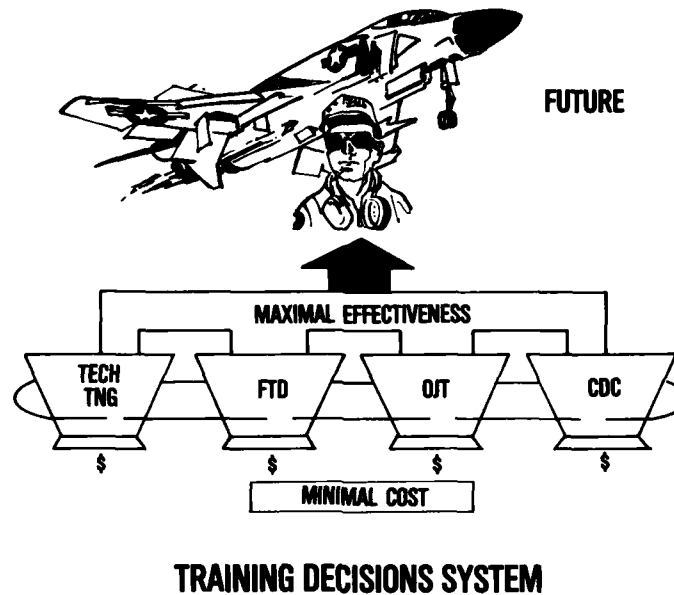 FUTURE
MAXIMAL EFFECTIVENESS
TECH
TNG
FTD
OJT
CDC
$
$
$
$
MINIMAL COST
TRAINING DECISIONS SYSTEM